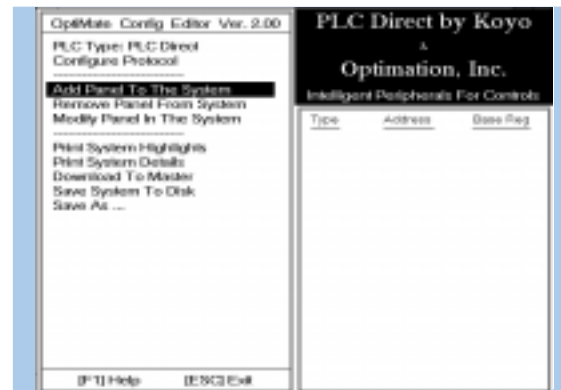 OptiMate Config Editor Ver. 2.00
PLC Type: PLC Direct
Configure Protocol
Add Panel To The System
Remove Panel From System
Modify Panel In The System
Print System Highlights
Print System Details
Download To Master
Save System To Disk
Save As ...
[F1] Help [ESC] Exit
PLC Direct by Koyo
&
Optimation, Inc.
Intelligent Peripherals For Controls
Type Address Base Reg